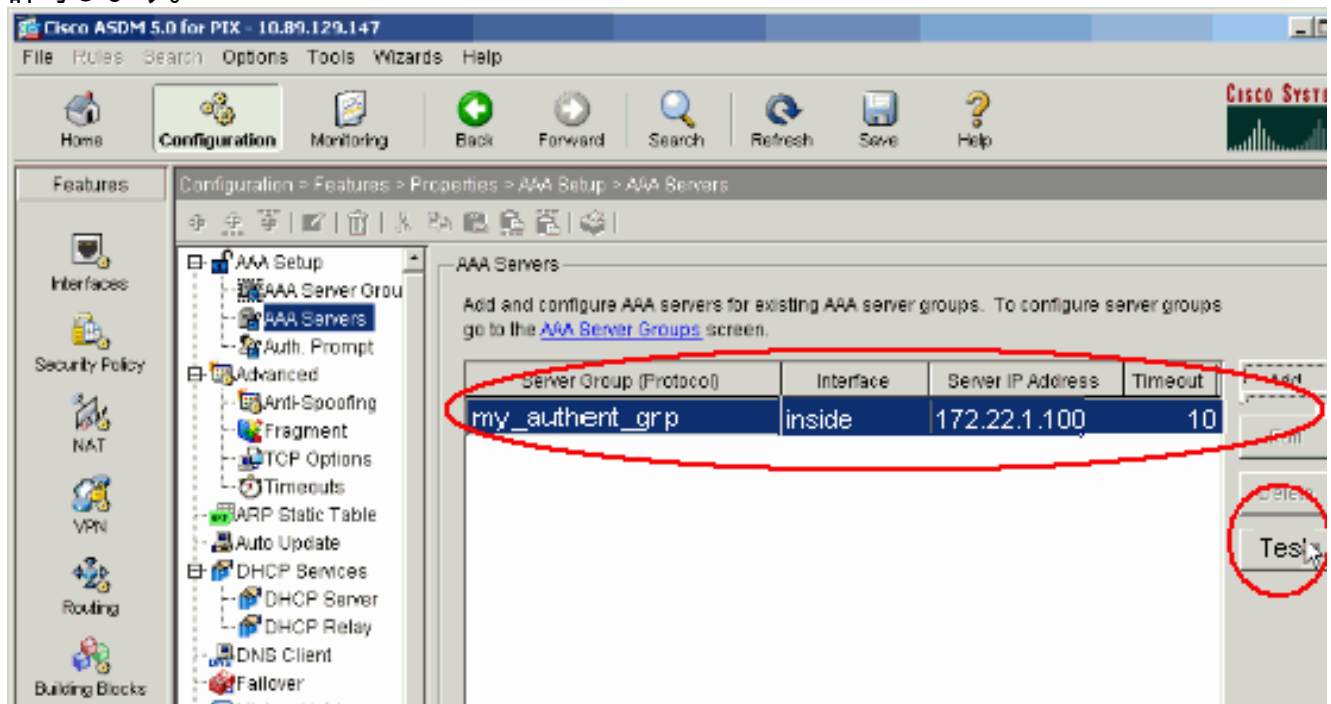 Cisco ASDM 5.0 for PIX - 10.89.129.147
File Rules Search Options Tools Wizards Help
Home Configuration Monitoring Back Forward Search Refresh Save Help
CISCO SYSTE
Features
Configuration > Features > Properties > AAA Setup > AAA Servers
Interfaces
Security Policy
NAT
VPN
Routing
Building Blocks
AAA Setup
AAA Server Grou
AAA Servers
Auth. Prompt
Advanced
Anti-Spoofing
Fragment
TCP Options
Timeouts
ARP Static Table
Auto Update
DHCP Services
DHCP Server
DHCP Relay
DNS Client
Failover
AAA Servers
Add and configure AAA servers for existing AAA server groups. To configure server groups
go to the AAA Server Groups screen.
Server Group (Protocol) Interface Server IP Address Timeout
my_authent_grp inside 172.22.1.100 10
Add
Edit
Delete
Test